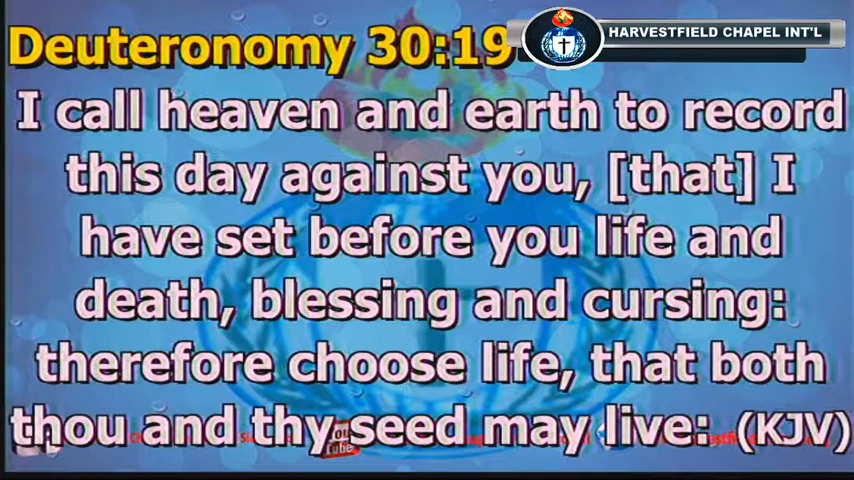 Deuteronomy 30:19
HARVESTFIELD CHAPEL INT'L
I call heaven and earth to record
this day against you, [that] I
have set before you life and
death, blessing and cursing:
therefore choose life, that both
thou and thy seed may live: (KJV)
You
Tube